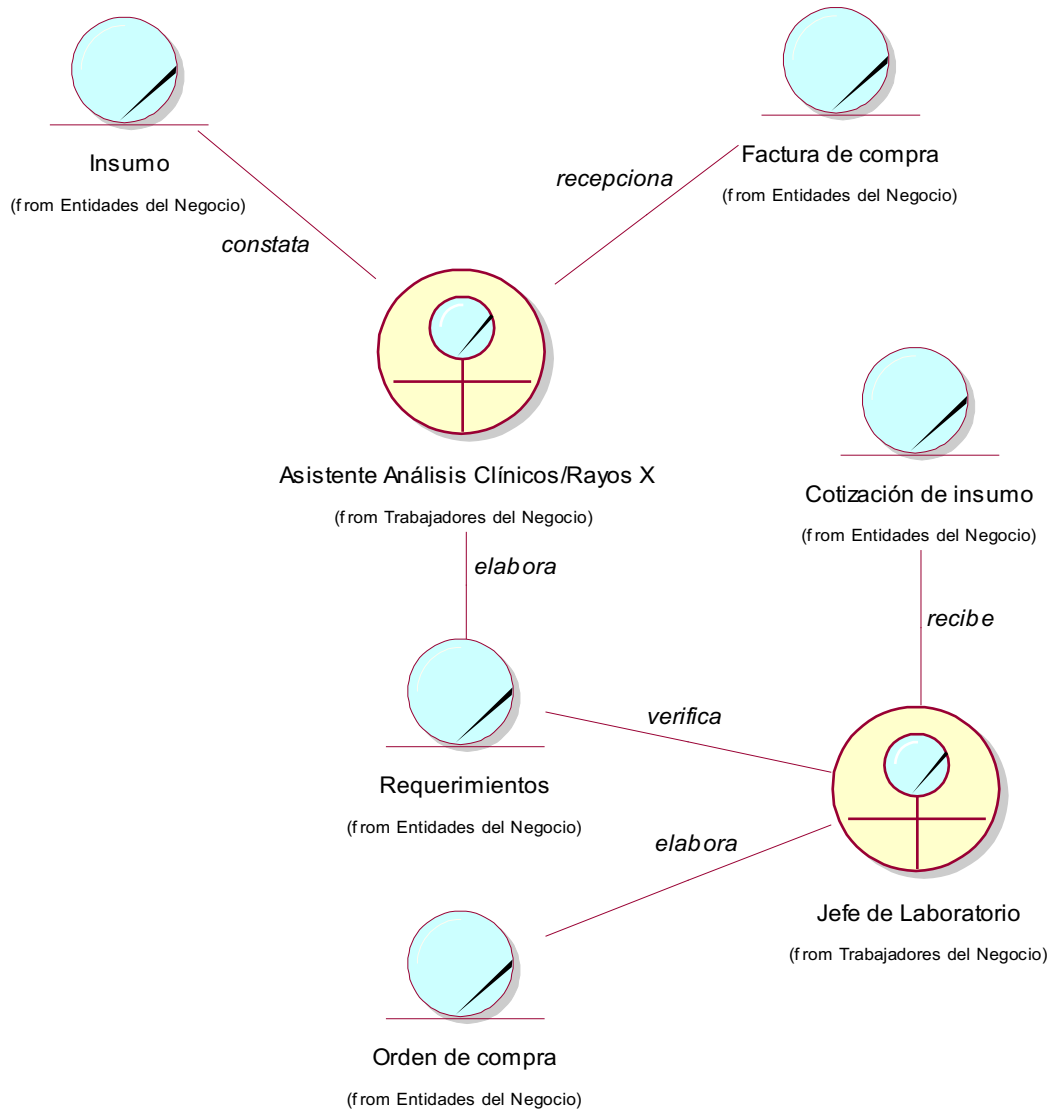 Insumo
(from Entidades del Negocio)
Factura de compra
(from Entidades del Negocio)
recepciona
constata
Asistente Análisis Clínicos/Rayos X
(from Trabajadores del Negocio)
Cotización de insumo
(from Entidades del Negocio)
elabora
recibe
Requerimientos
(from Entidades del Negocio)
verifica
elabora
Jefe de Laboratorio
(from Trabajadores del Negocio)
Orden de compra
(from Entidades del Negocio)